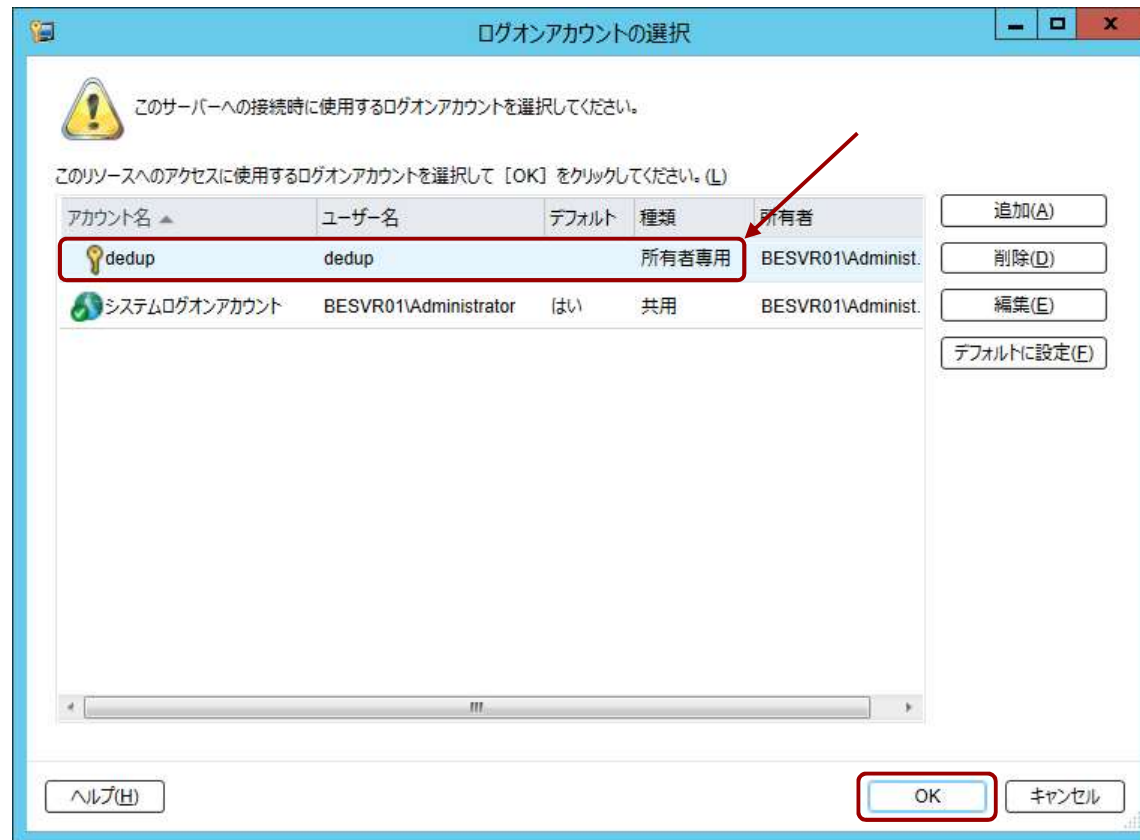 ログオンアカウントの選択
このサーバーへの接続時に使用するログオンアカウントを選択してください。
このリソースへのアクセスに使用するログオンアカウントを選択して [OK] をクリックしてください。(L)
アカウント名 ユーザー名 デフォルト 種類 所有者
dedup dedup 所有者専用 BESVR01\Administ.
システムログオンアカウント BESVR01\Administrator はい 共用 BESVR01\Administ.
追加(A)
削除(D)
編集(E)
デフォルトに設定(F)
ヘルプ(H) OK キャンセル